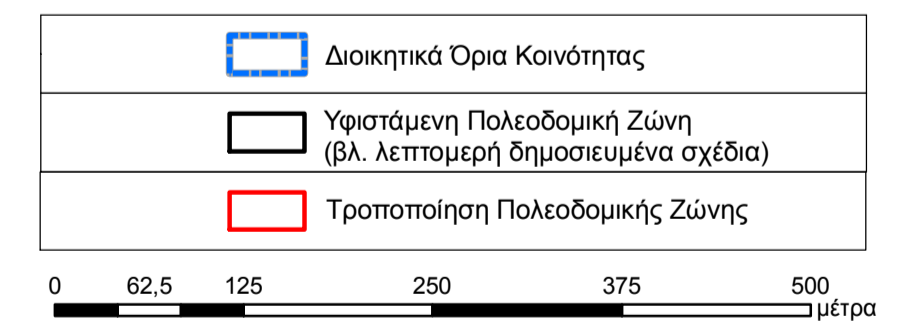 Διοικητικά Όρια Κοινότητας
Υφιστάμενη Πολεοδομική Ζώνη
(βλ. λεπτομερή δημοσιευμένα σχέδια)
Τροποποίηση Πολεοδομικής Ζώνης
0 62,5 125 250 375 500
μέτρα